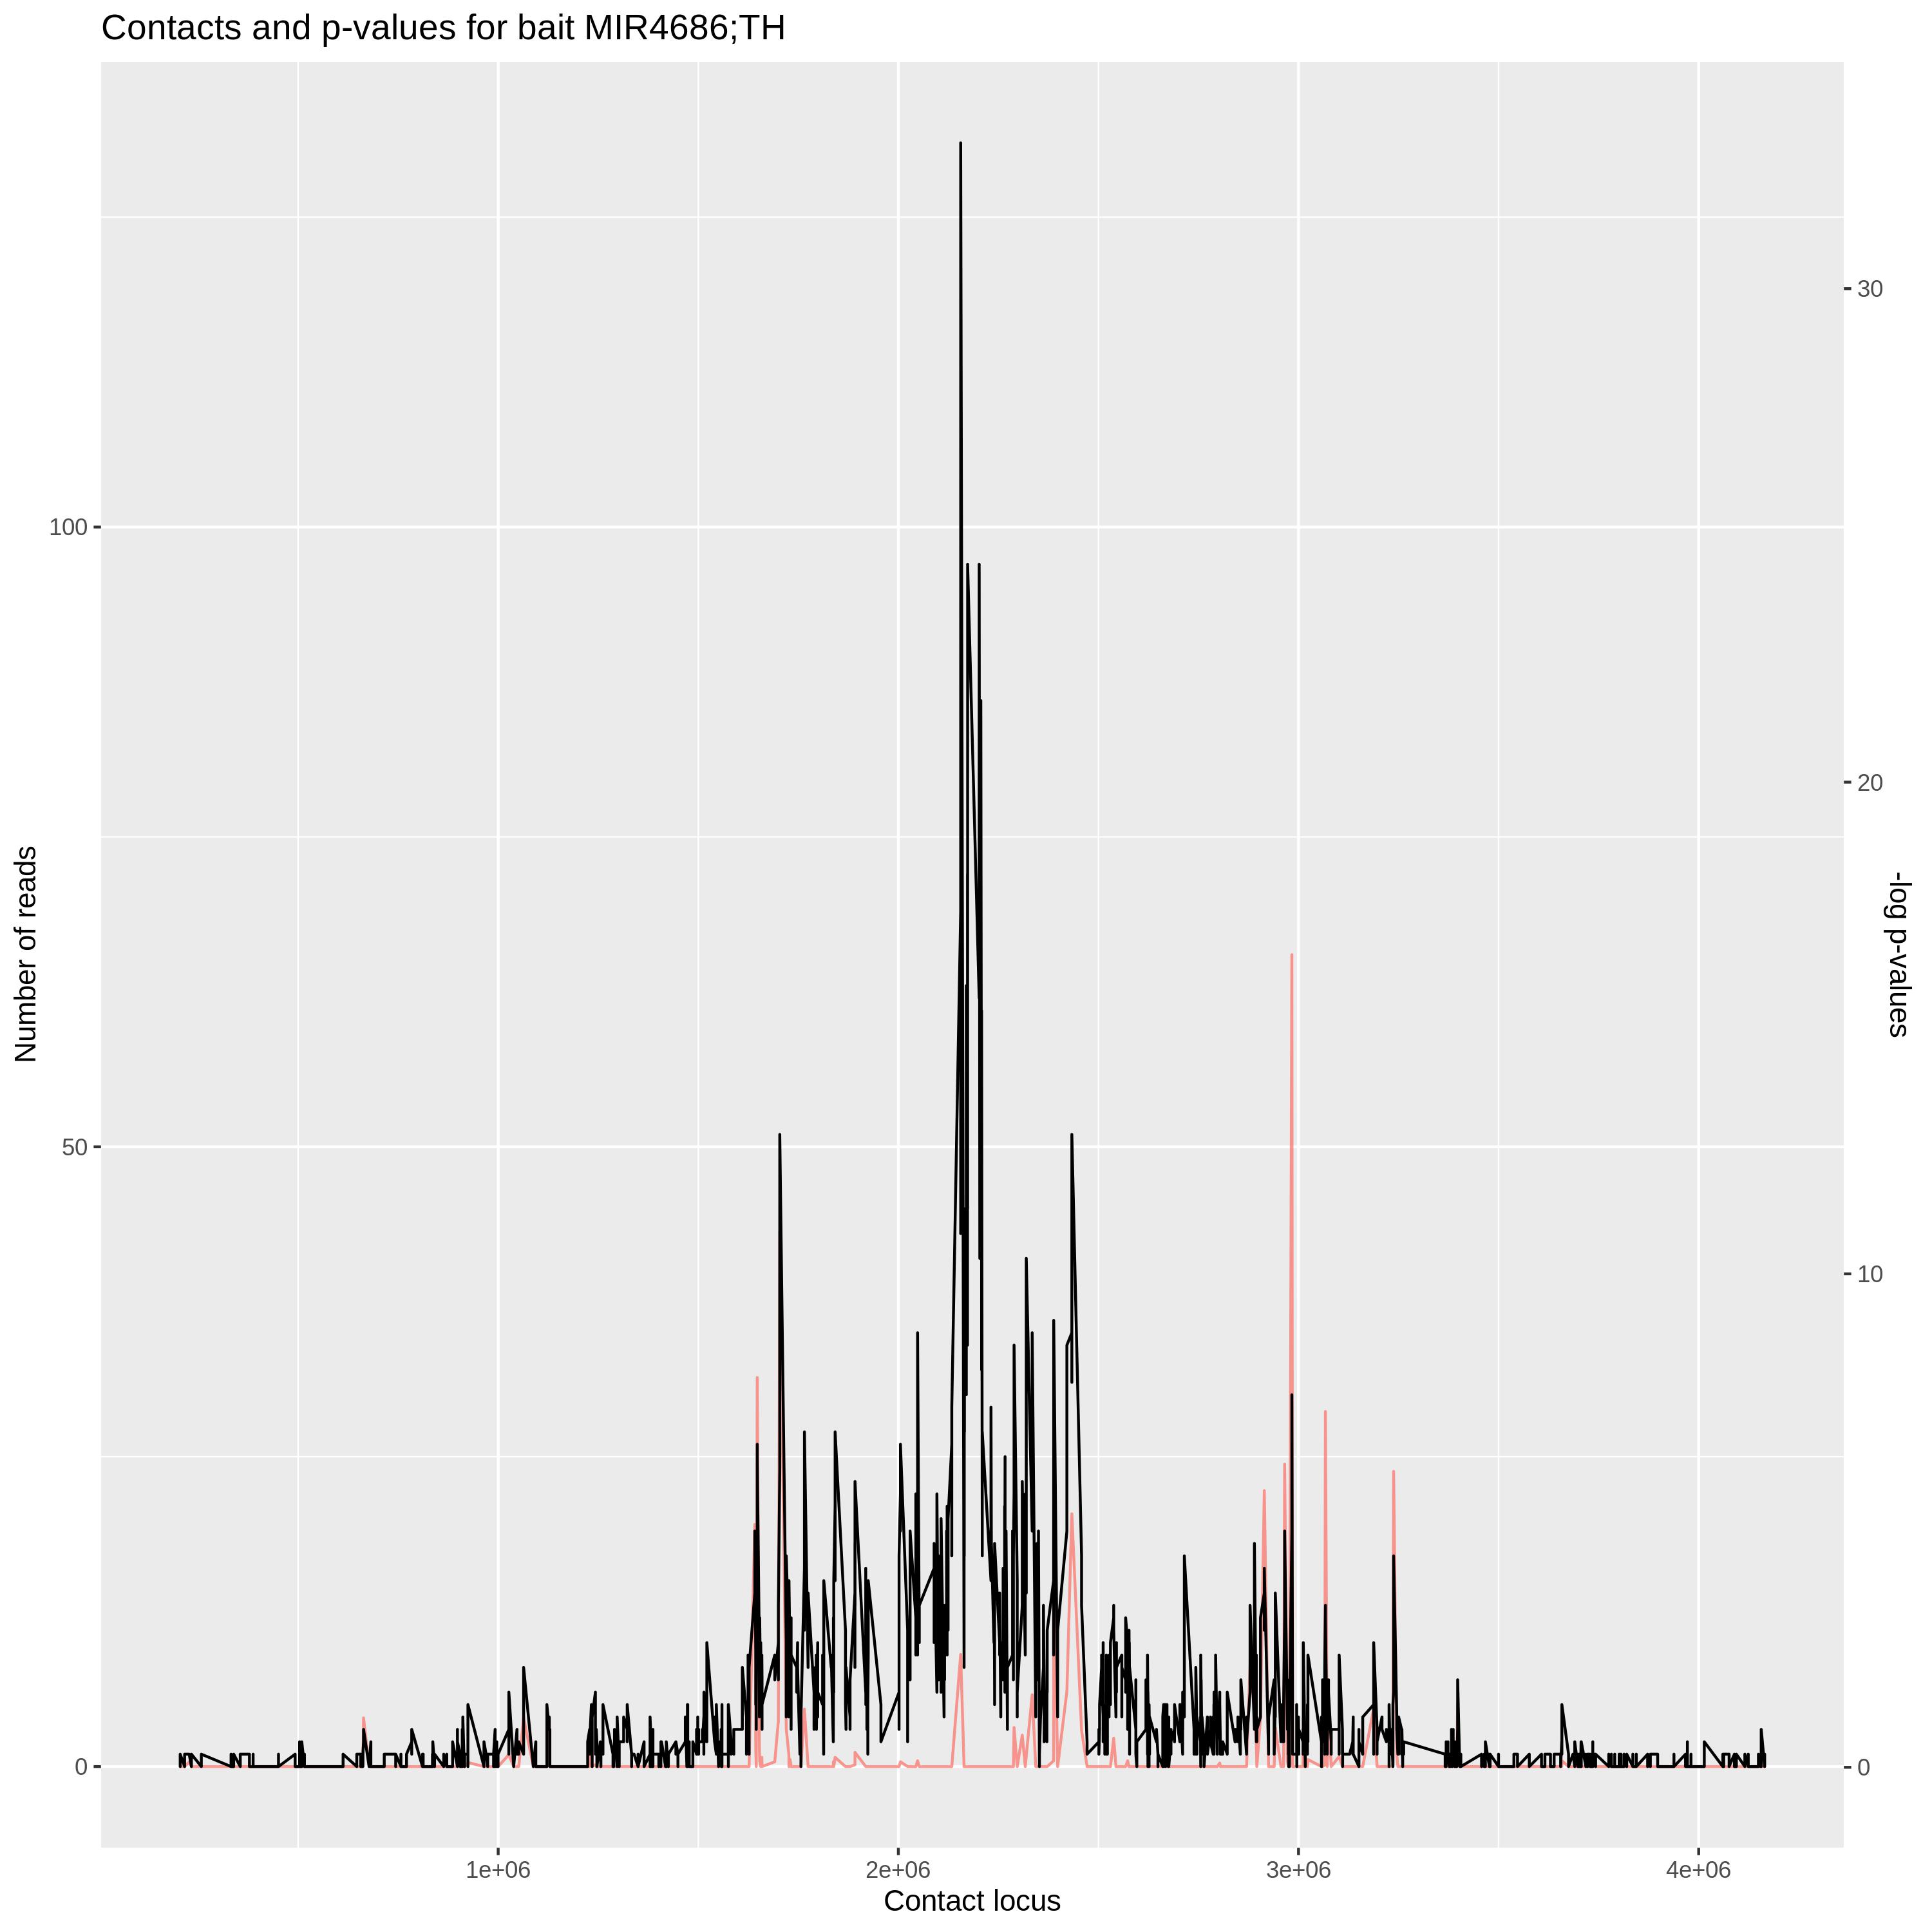 Contacts and p-values for bait MIR4686;TH
100
50
0
Number of reads
30
20
10
0
-log p-values
1e+06 2e+06 3e+06 4e+06
Contact locus